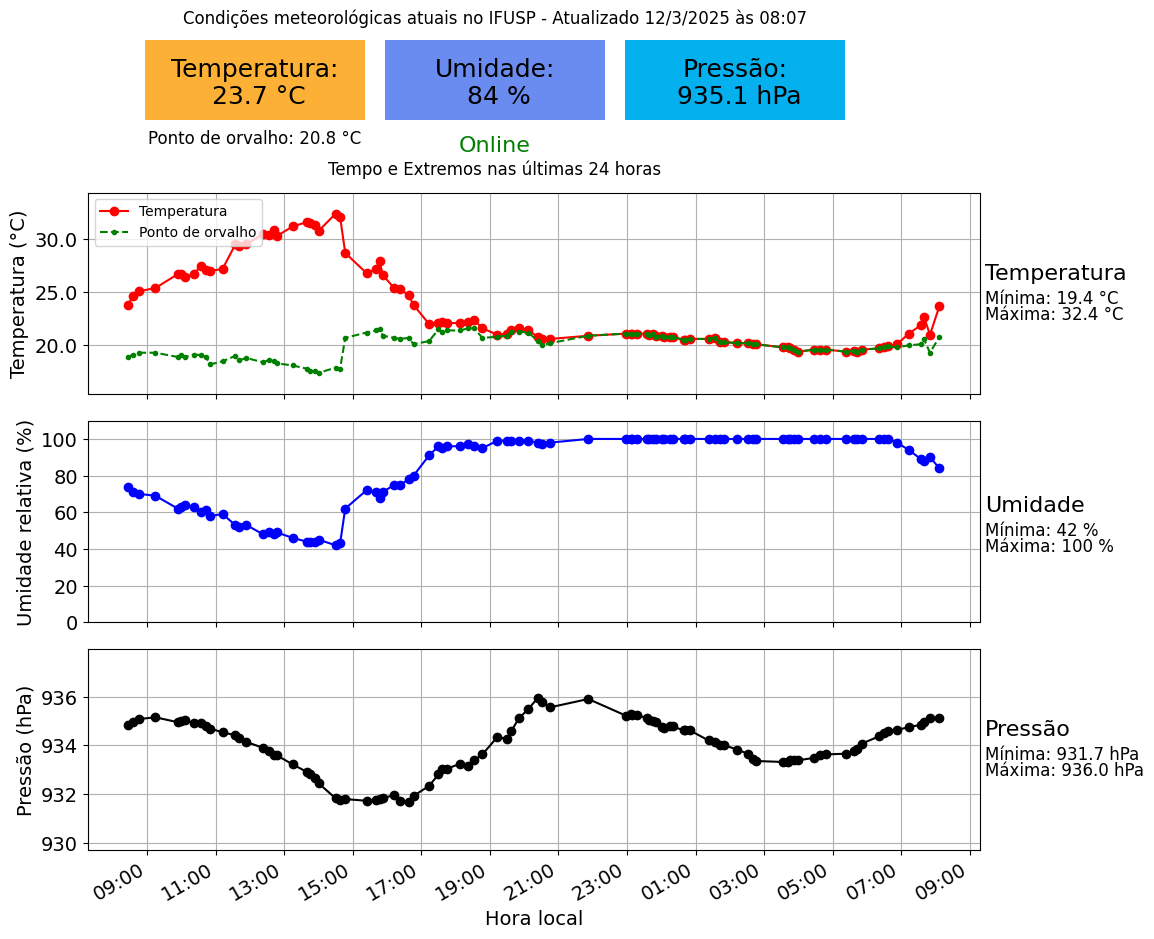 Condições meteorológicas atuais no IFUSP - Atualizado 12/3/2025 às 08:07
Temperatura:
23.7 °C
Umidade:
84 %
Pressão:
935.1 hPa
Ponto de orvalho: 20.8 °C
Online
Tempo e Extremos nas últimas 24 horas
Temperatura (°C)
30.0
25.0
20.0
Temperatura
Ponto de orvalho
Temperatura
Mínima: 19.4 °C
Máxima: 32.4 °C
Umidade relativa (%)
100
80
60
40
20
0
Umidade
Mínima: 42 %
Máxima: 100 %
Pressão (hPa)
936
934
932
930
Pressão
Mínima: 931.7 hPa
Máxima: 936.0 hPa
09:00 11:00 13:00 15:00 17:00 19:00 21:00 23:00 01:00 03:00 05:00 07:00 09:00
Hora local